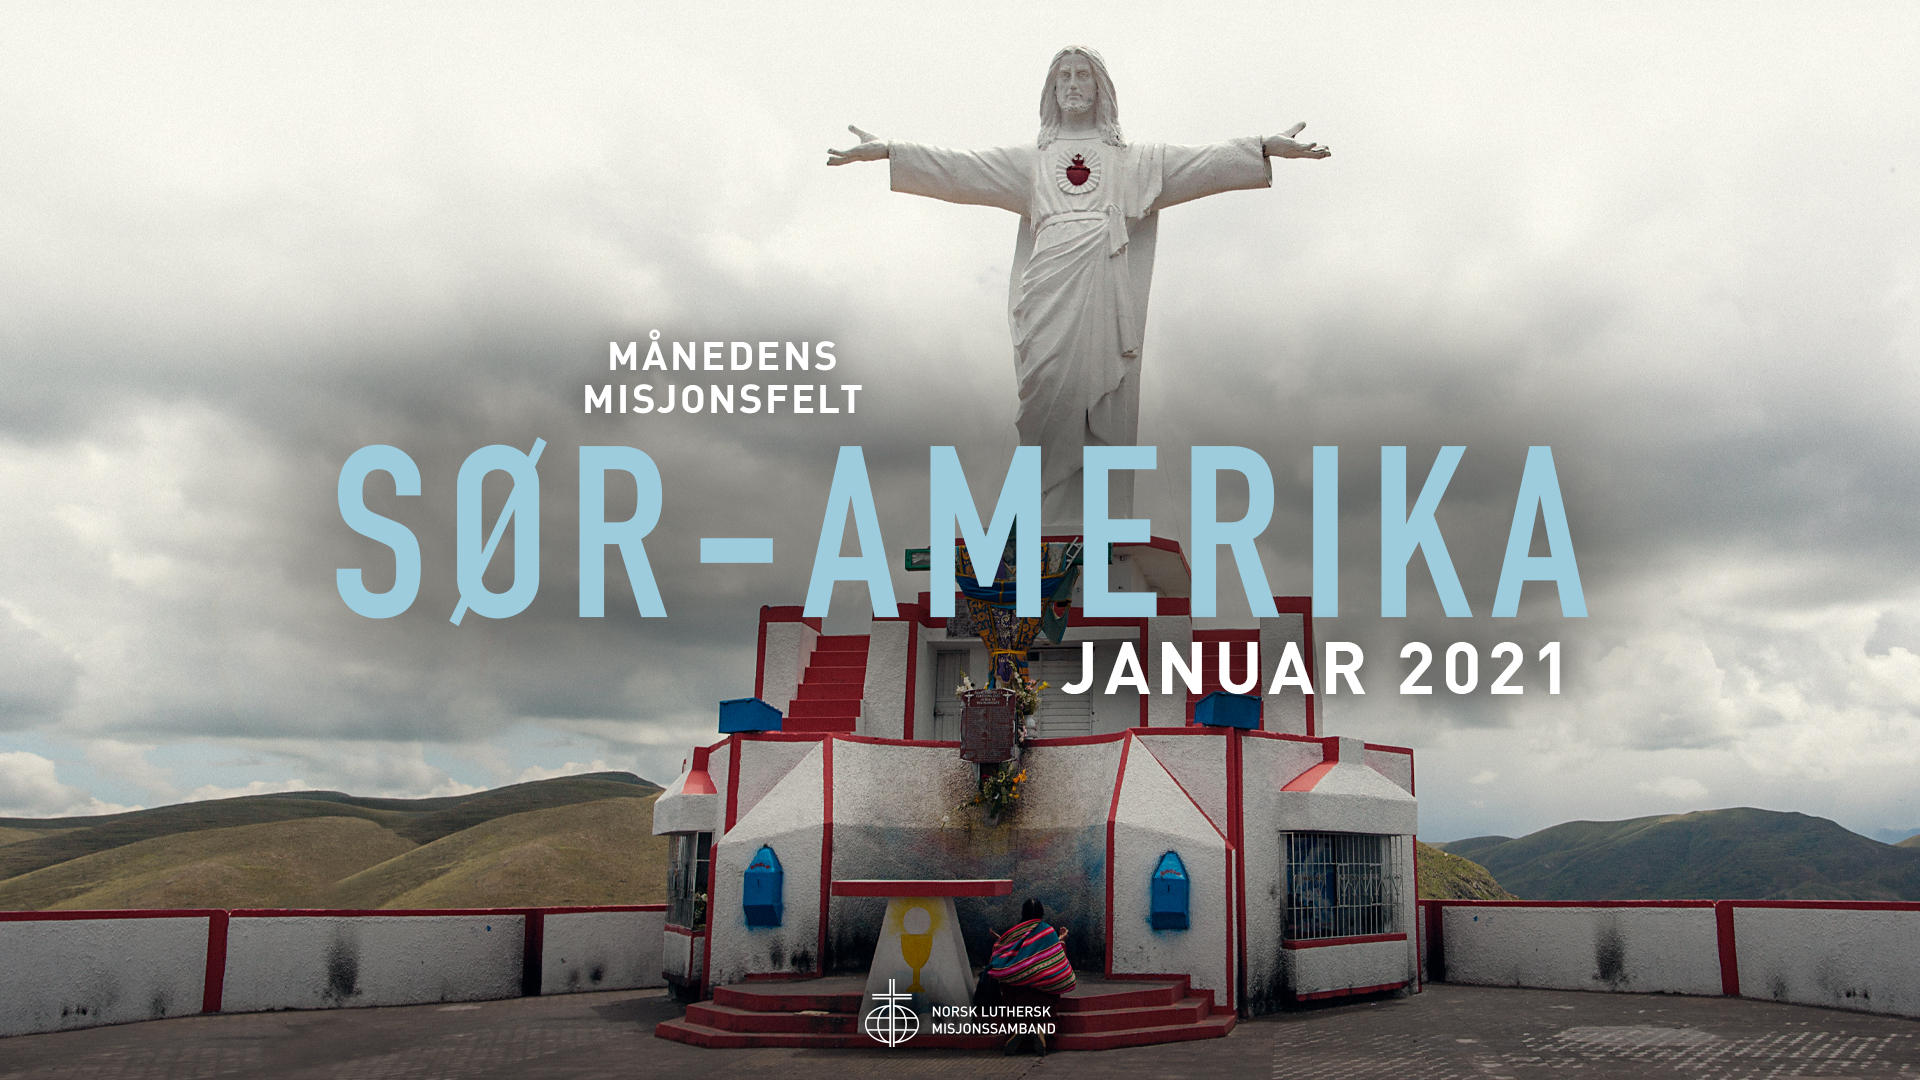 MÅNEDENS
MISJONSFELT
SØR-AMERIKA
JANUAR 2021
NORSK LUTHERSK
MISJONSSAMBAND